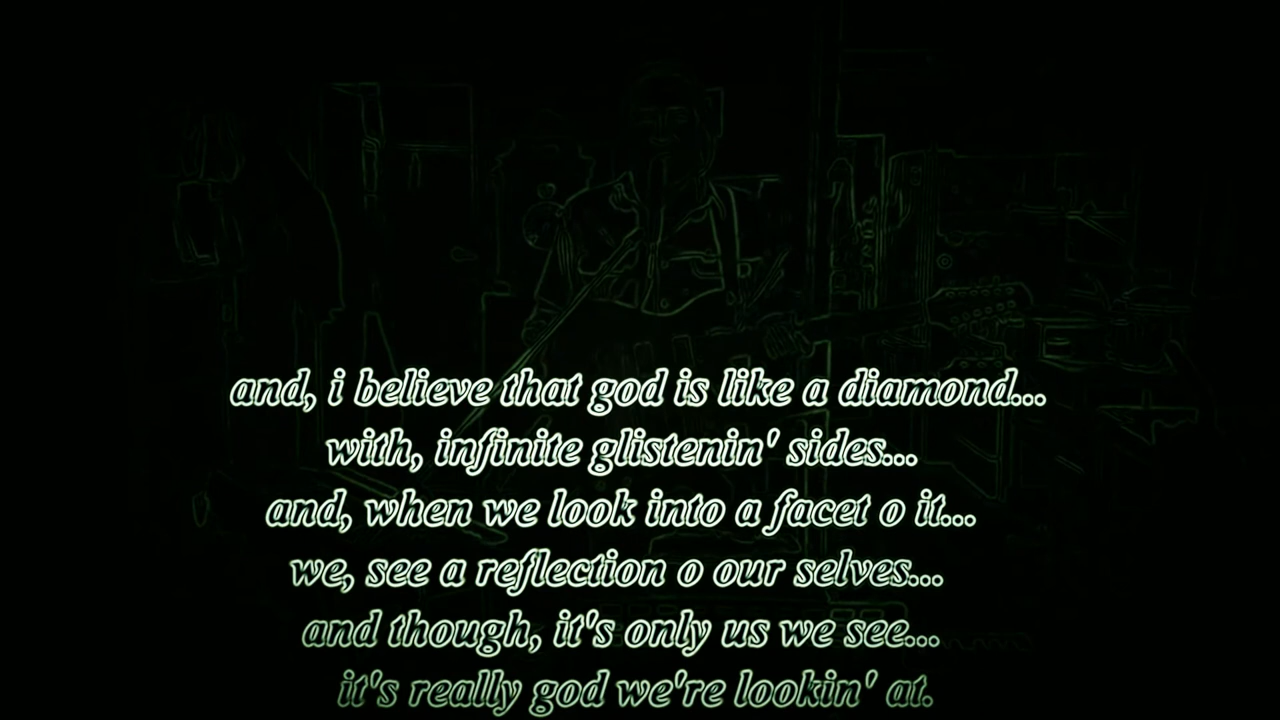 and, i believe that god is like a diamond...
with, infinite glistenin' sides...
and, when we look into a facet o it...
we, see a reflection o our selves...
and though, it's only us we see...
it's really god we're lookin' at.